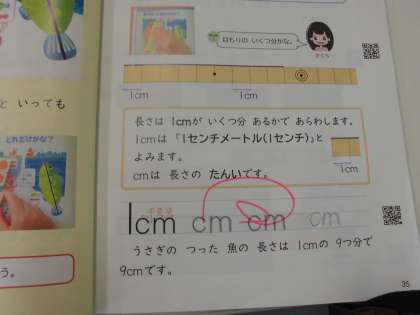 と いっても
どれだけかな?
う。
目もりの いくつ分かな。
さくら
1cm
1cm
長さは 1cmが いくつ分 あるかで あらわします。
1cmは「1センチメートル(1センチ)」と
よみます。
1cm
cmは 長さの たんいです。
1cm cm cm cm
うさぎの つった 魚の 長さは 1cmの 9つ分で
9cmです。
35